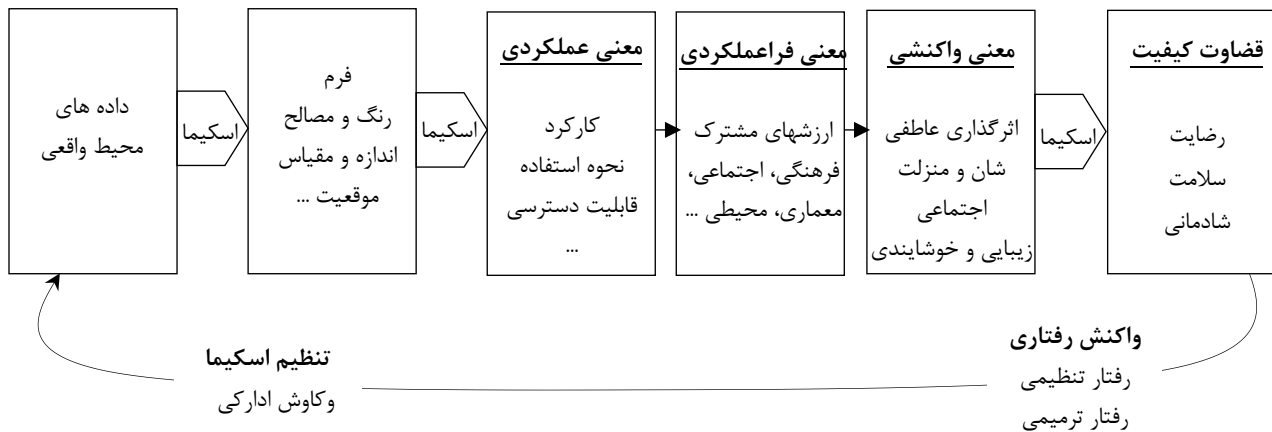 داده های
محیط واقعی
اسکیما
فرم
رنگ و مصالح
اندازه و مقیاس
موقعیت ...
اسکیما
معنی عملکردی
کارکرد
نحوه استفاده
قابلیت دسترسی
...
معنی فراعملکردی
ارزشهای مشترک
فرهنگی، اجتماعی،
معماری، محیطی ...
معنی واکنشی
اثرگذاری عاطفی
شان و منزلت
اجتماعی
زیبایی و خوشایندی
اسکیما
قضاوت کیفیت
رضایت
سلامت
شادمانی
واکنش رفتاری
رفتار تنظیمی
رفتار ترمیمی
تنظیم اسکیما
وکاوش ادارکی